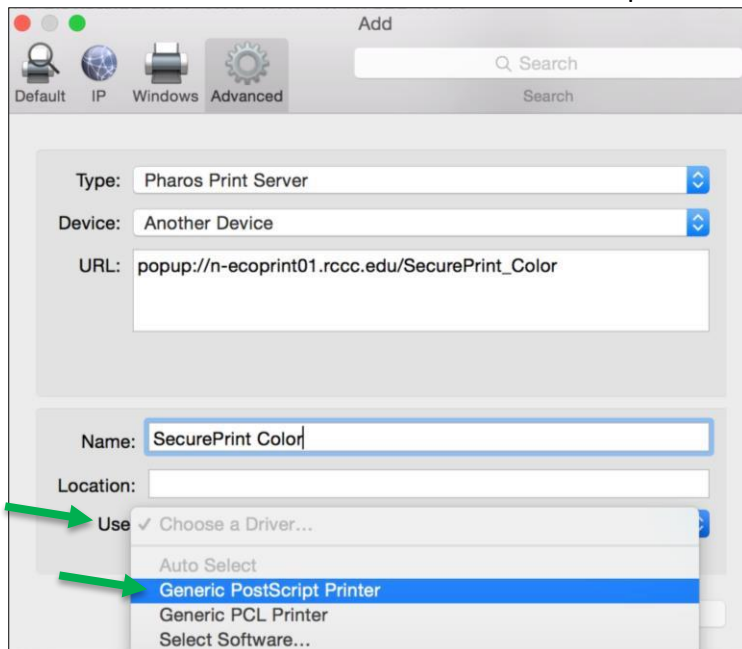 Add
Default IP Windows Advanced
Search
Search
Type: Pharos Print Server
Device: Another Device
URL: popup://n-ecoprint01.rccc.edu/SecurePrint_Color
Name: SecurePrint Color
Location:
Use ✓ Choose a Driver...
Auto Select
Generic PostScript Printer
Generic PCL Printer
Select Software...